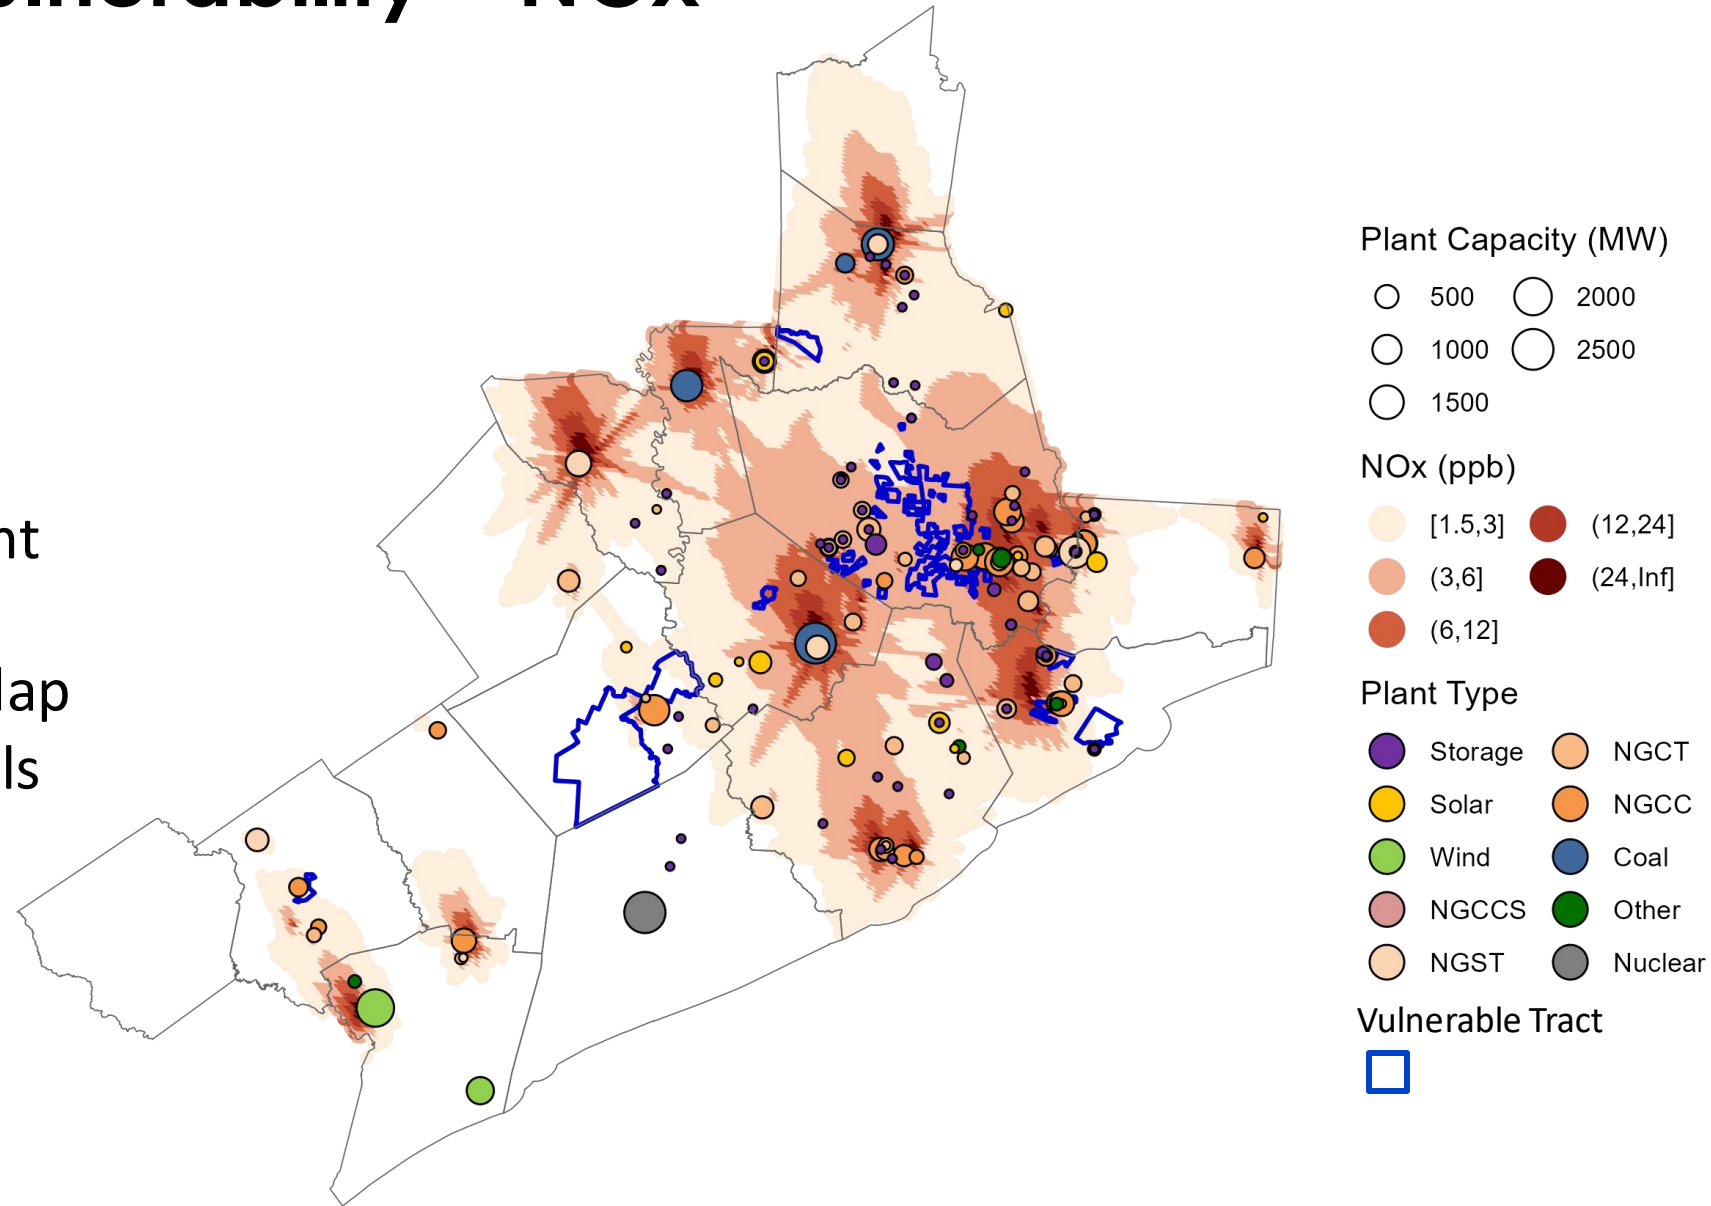 NOx
Plant Capacity (MW)
500
2000
1000
2500
1500
NOx (ppb)
[1.5,3]
(12,24]
(3,6]
(24,Inf]
(6,12]
Plant Type
Storage
NGCT
Solar
NGCC
Wind
Coal
NGCCS
Other
NGST
Nuclear
Vulnerable Tract